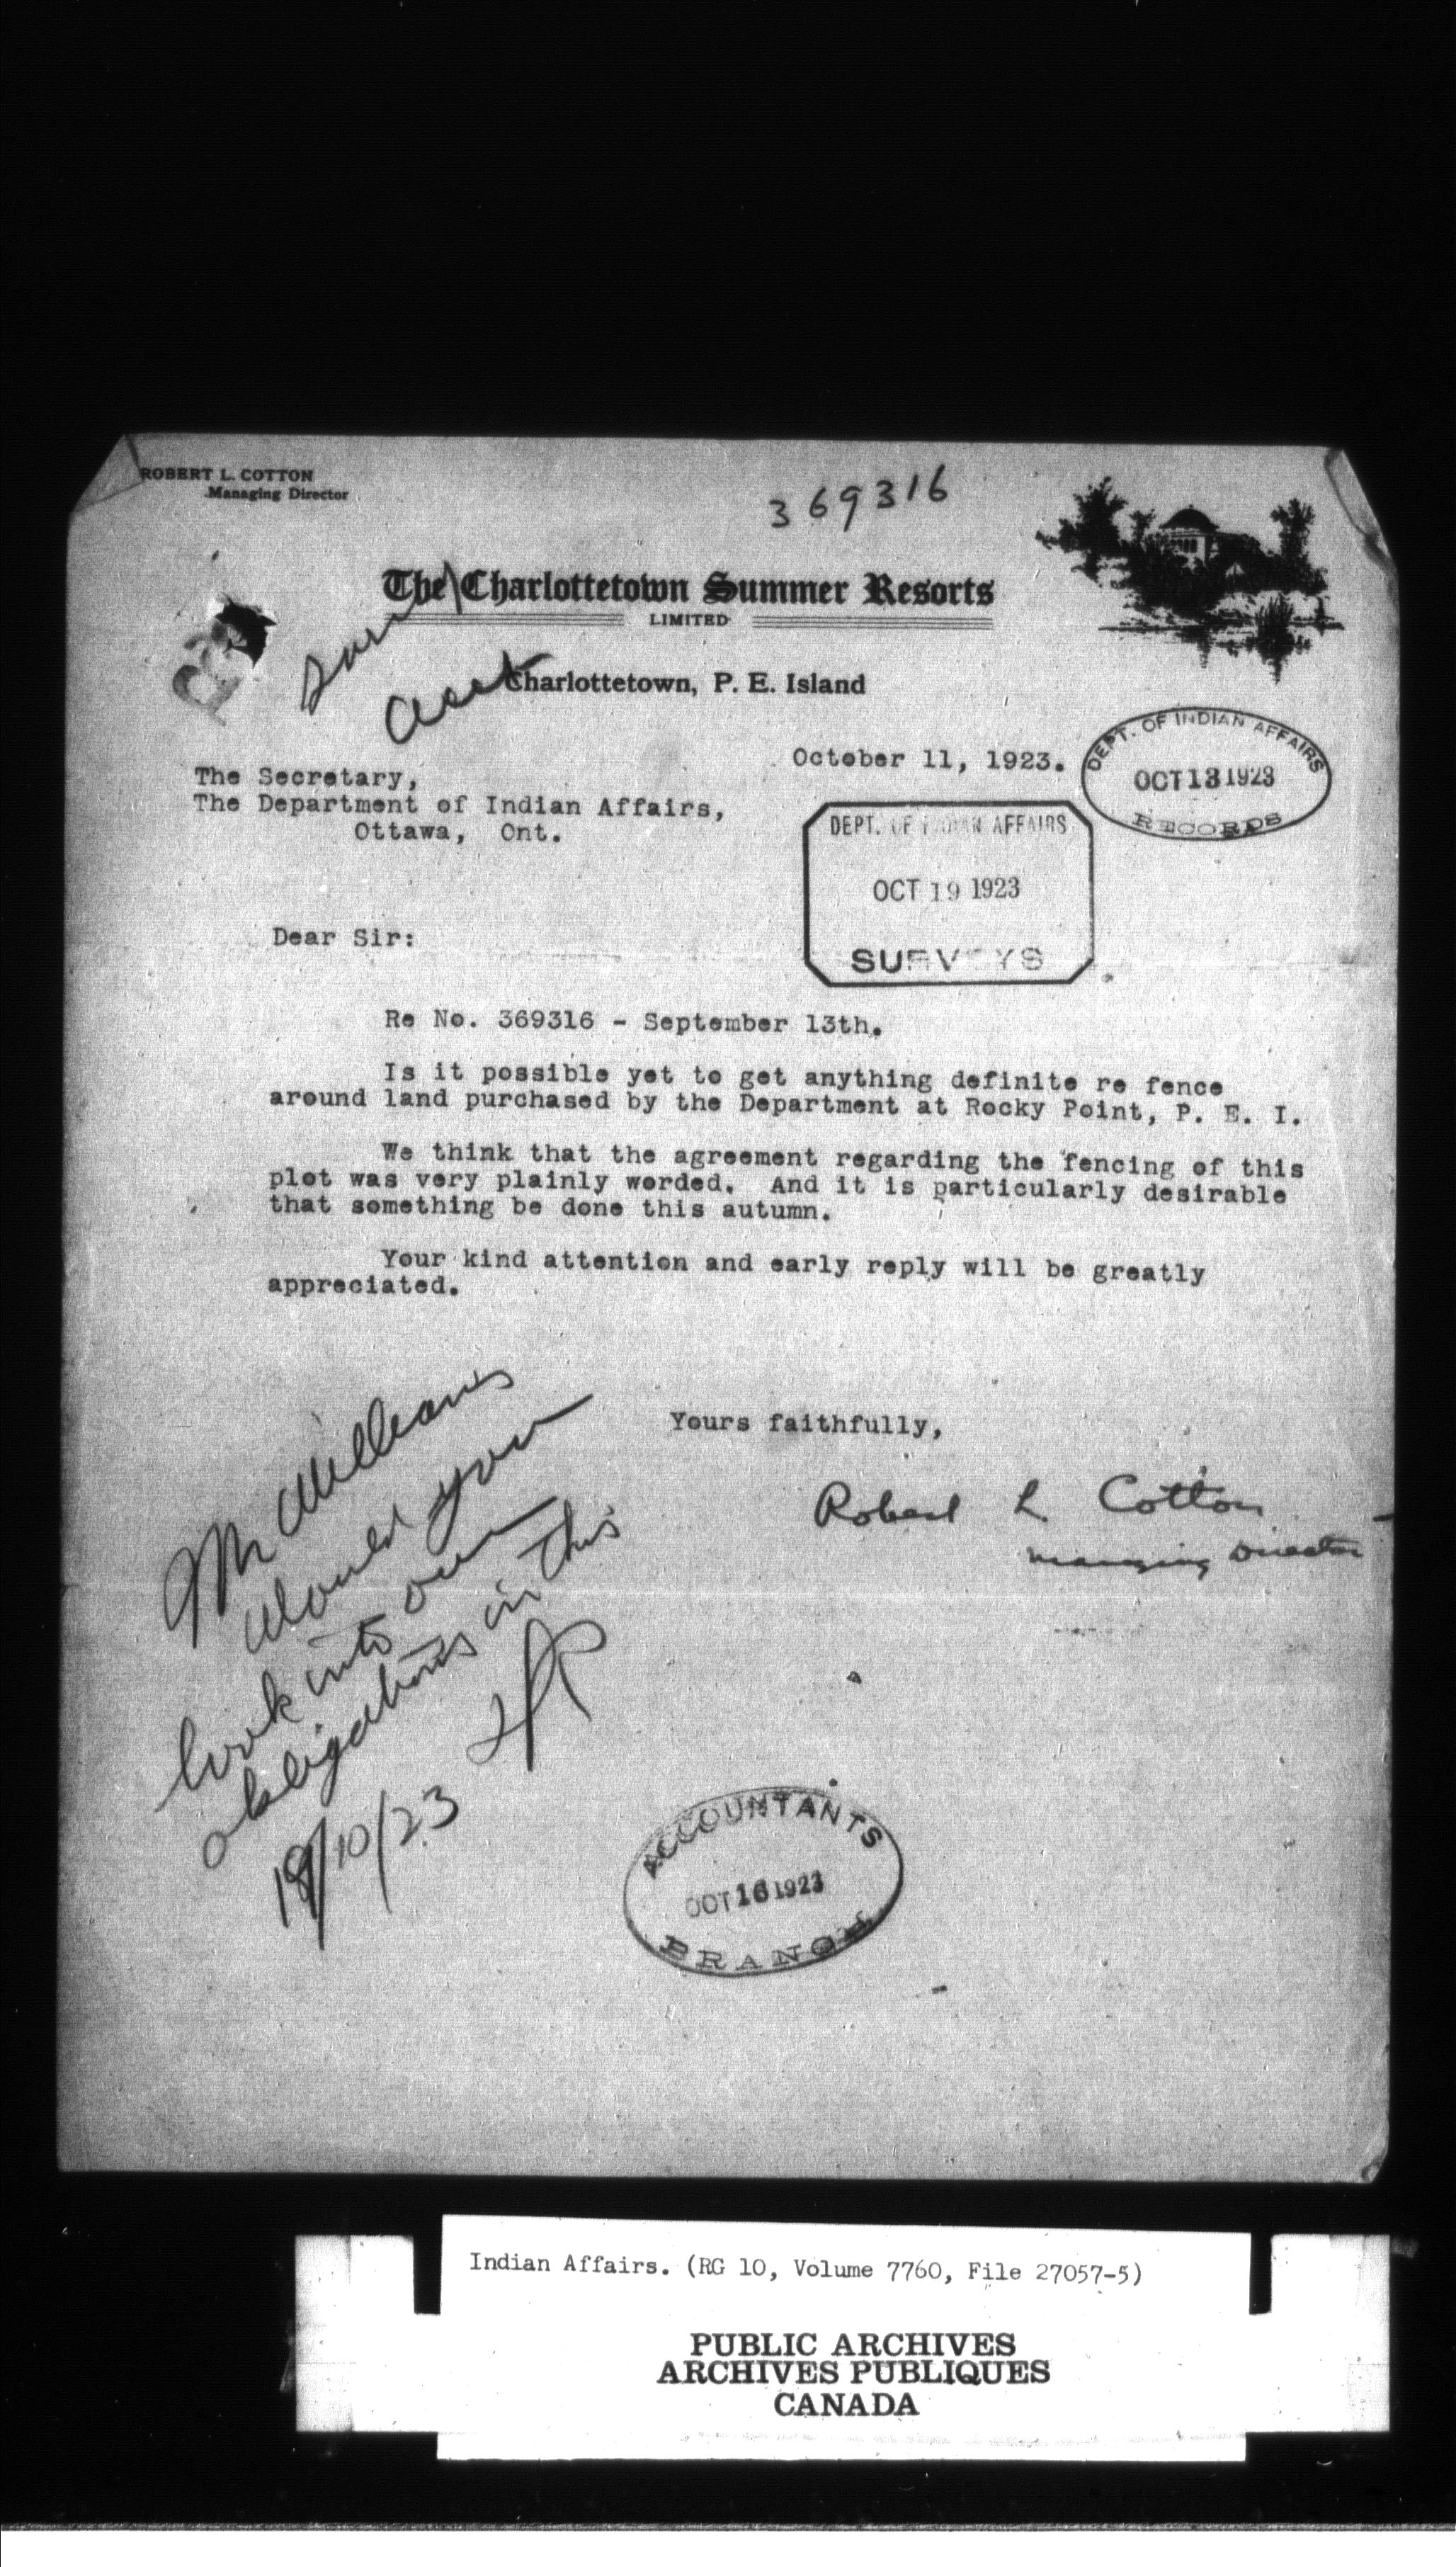 ROBERT L. COTTON
Managing Director
369316
The Charlottetown Summer Resorts
LIMITED
Charlottetown, P. E. Island
October 11, 1923.
DEPT. OF INDIAN AFFAIRS
OCT 13 1923
RECORDS
The Secretary,
The Department of Indian Affairs,
Ottawa, Ont.
DEPT. OF INDIAN AFFAIRS
OCT 19 1923
SURVEYS
Dear Sir:
Re No. 369316 - September 13th.
Is it possible yet to get anything definite re fence
around land purchased by the Department at Rocky Point, P. E. I.
We think that the agreement regarding the fencing of this
plot was very plainly worded. And it is particularly desirable
that something be done this autumn.
Your kind attention and early reply will be greatly
appreciated.
Yours faithfully,
Robert L. Cotton
Managing Director
Mr Williams
Would you
look into our
obligations in this
18/10/23
ACCOUNTANTS
OCT 16 1923
BRANCH
Indian Affairs. (RG 10, Volume 7760, File 27057-5)
PUBLIC ARCHIVES
ARCHIVES PUBLIQUES
CANADA